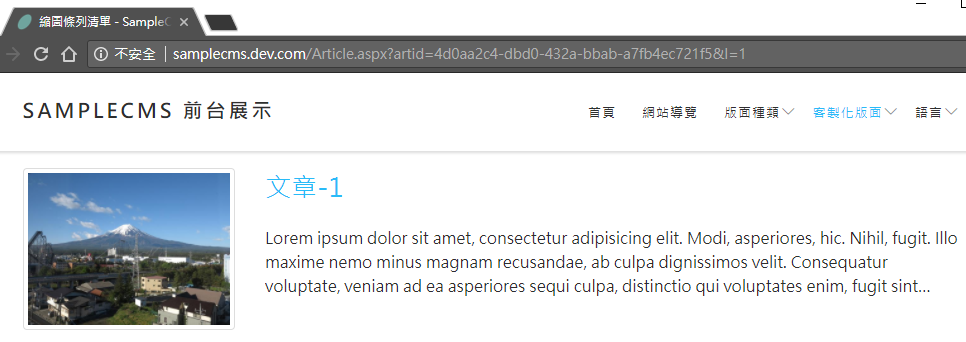 繪圖條列清單 - SampleC
不安全 | samplecms.dev.com/Article.aspx?artid=4d0aa2c4-dbd0-432a-bbab-a7fb4ec721f5&l=1
SAMPLECMS 前台展示
首頁 網站導覽 版面種類 客製化版面 語言
文章-1
Lorem ipsum dolor sit amet, consectetur adipisicing elit. Modi, asperiores, hic. Nihil, fugit. Illo
maxime nemo minus magnam recusandae, ab culpa dignissimos velit. Consequatur
voluptate, veniam ad ea asperiores sequi culpa, distinctio qui voluptates enim, fugit sint...